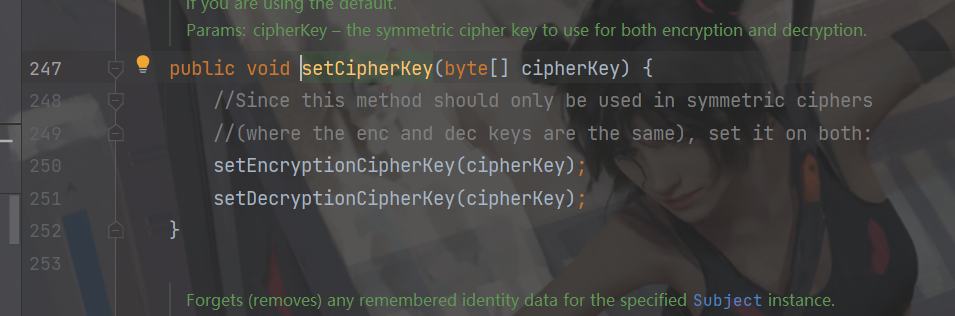 If you are using the default.
Params: cipherKey – the symmetric cipher key to use for both encryption and decryption.
247 public void setCipherKey(byte[] cipherKey) {
248 //Since this method should only be used in symmetric ciphers
249 //(where the enc and dec keys are the same), set it on both:
250 setEncryptionCipherKey(cipherKey);
251 setDecryptionCipherKey(cipherKey);
252 }
253
Forgets (removes) any remembered identity data for the specified Subject instance.